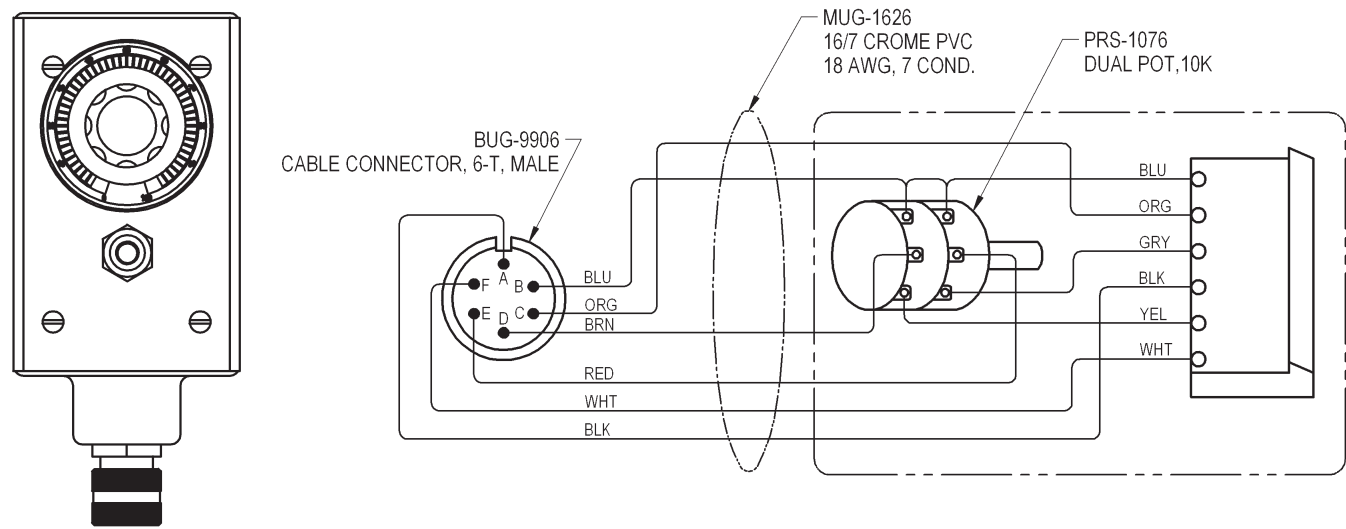 MUG-1626
16/7 CROME PVC
18 AWG, 7 COND.
PRS-1076
DUAL POT,10K
BUG-9906
CABLE CONNECTOR, 6-T, MALE
BLU
ORG
GRY
BLK
YEL
WHT
A
F
B
E
D
C
BLU
ORG
BRN
RED
WHT
BLK